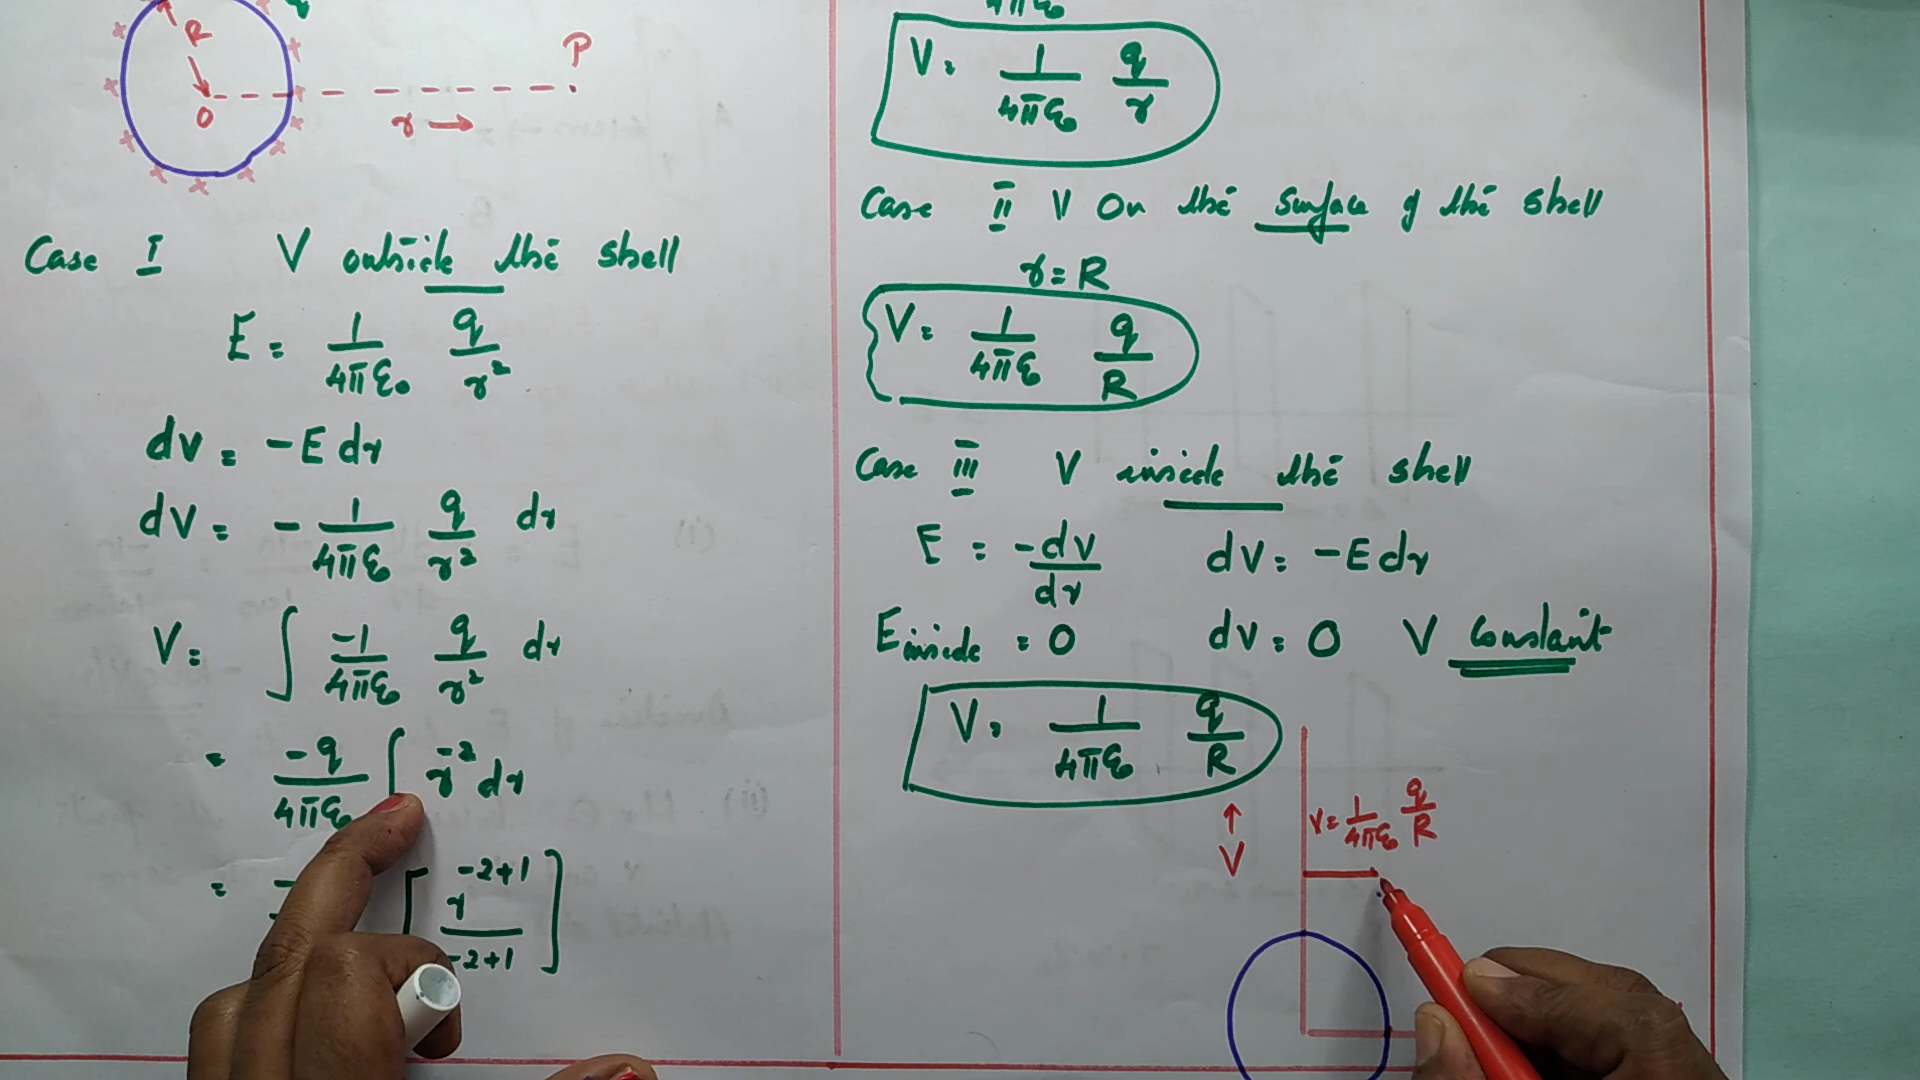 R
O
r →
P
Case I V outside the shell
E = 1/4πε₀ q/r²
dV = -E dr
dV = - 1/4πε₀ q/r² dr
V = ∫ -1/4πε₀ q/r² dr
= -q/4πε₀ ∫ r⁻² dr
= [ r⁻²⁺¹ / -2+1 ]
4πε₀
V = 1/4πε₀ q/r
Case II V On the Surface of the shell
r = R
V = 1/4πε₀ q/R
Case III V inside the shell
E = -dV/dr dV = -E dr
E inside = 0 dV = 0 V Constant
V = 1/4πε₀ q/R
↑ V
V = 1/4πε₀ q/R